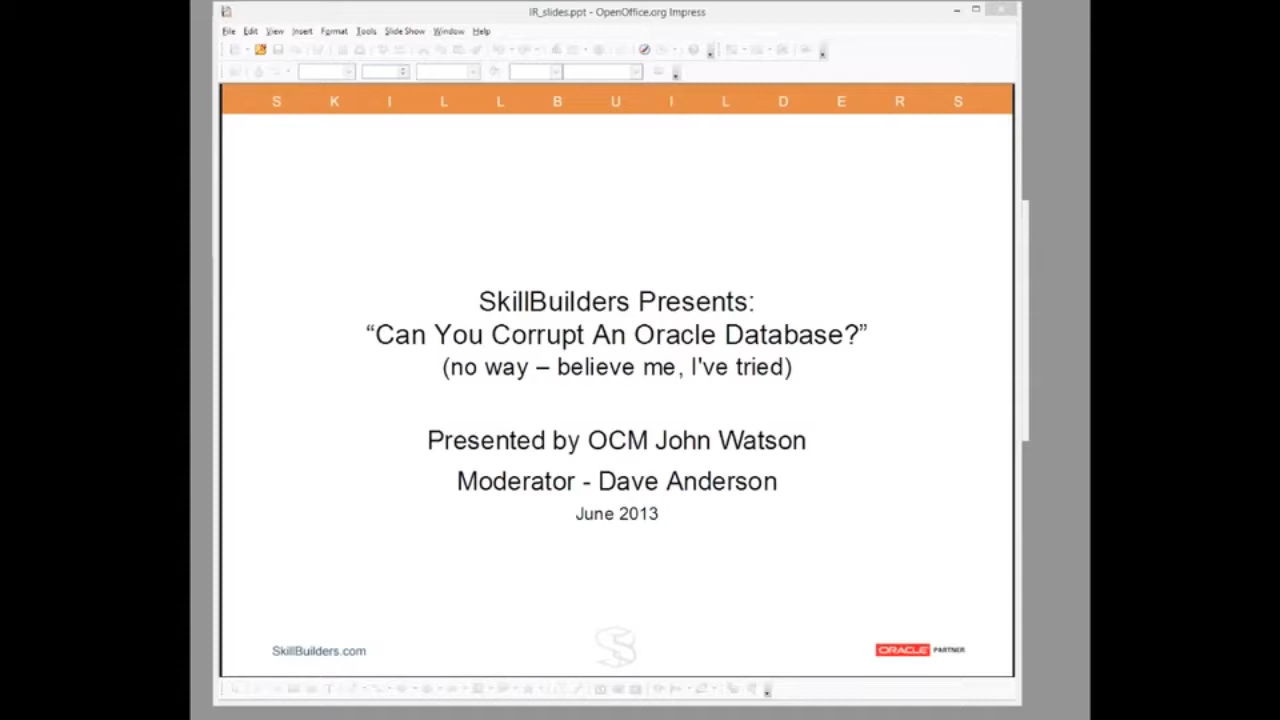 IR_slides.ppt - OpenOffice.org Impress
File Edit View Insert Format Tools Slide Show Window Help
S K I L L B U I L D E R S
SkillBuilders Presents:
“Can You Corrupt An Oracle Database?”
(no way – believe me, I've tried)
Presented by OCM John Watson
Moderator - Dave Anderson
June 2013
SkillBuilders.com
ORACLE PARTNER